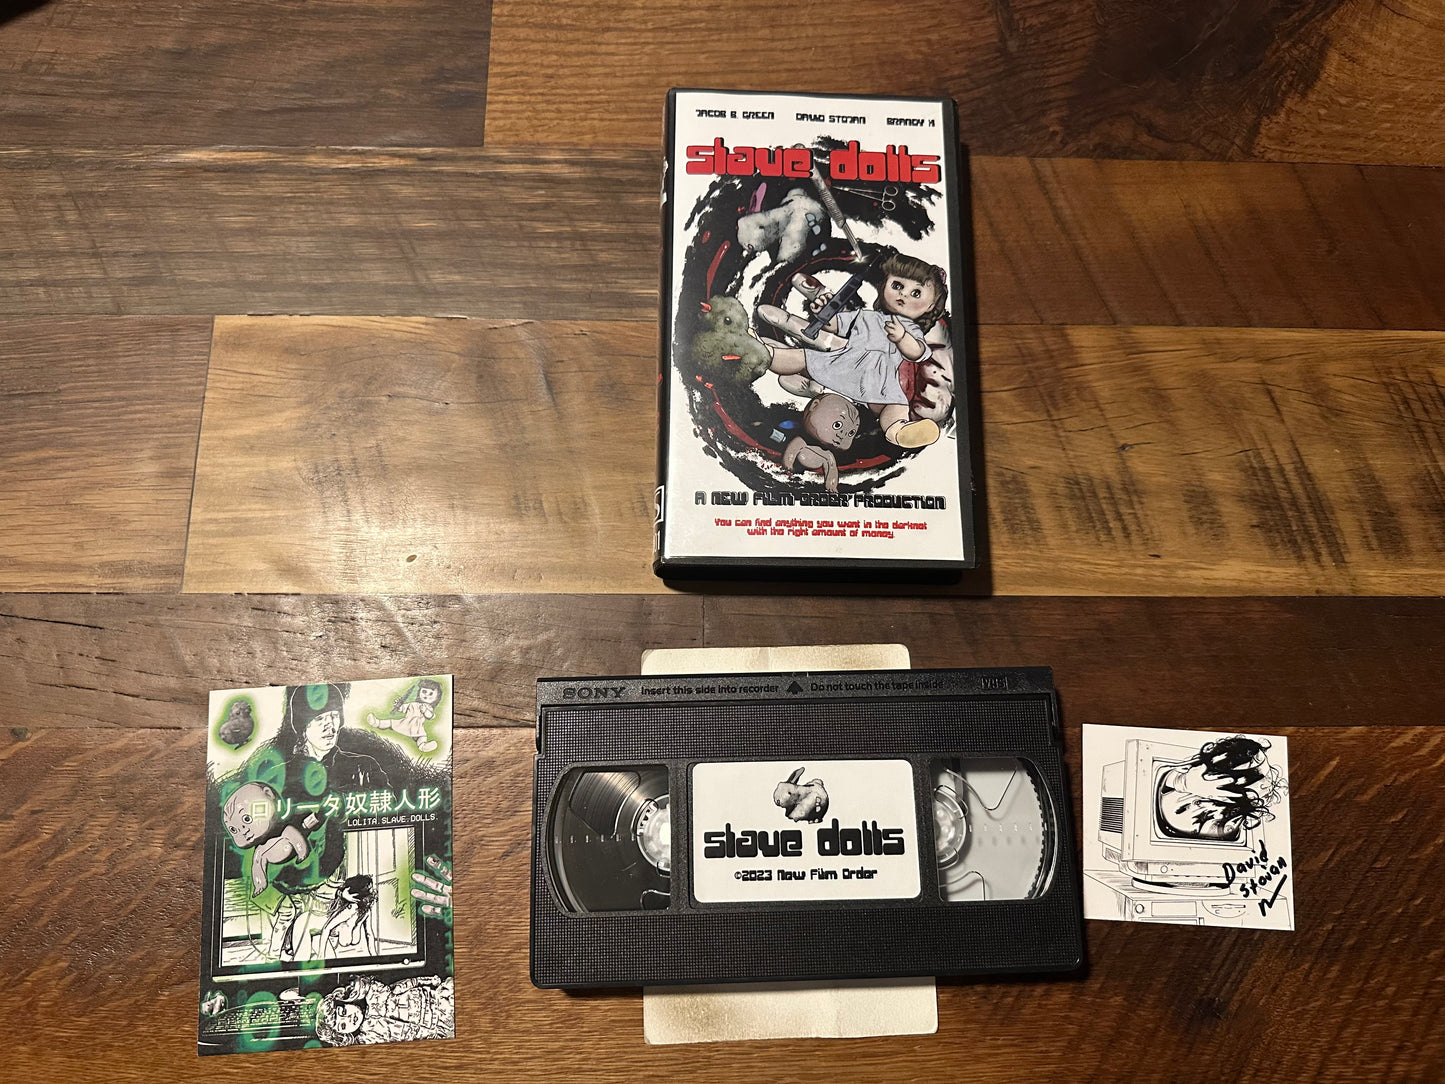 JACOB B. GREEN DAVID STOJAN BRANDY H
slave dolls
A NEW FILM ORDER PRODUCTION
You can find anything you want in the darknet
with the right amount of money.
ロリータ奴隷人形
LOLITA.SLAVE.DOLLS.
SONY Insert this side into recorder Do not touch the tape inside
slave dolls
©2023 New Film Order
David
Stojan